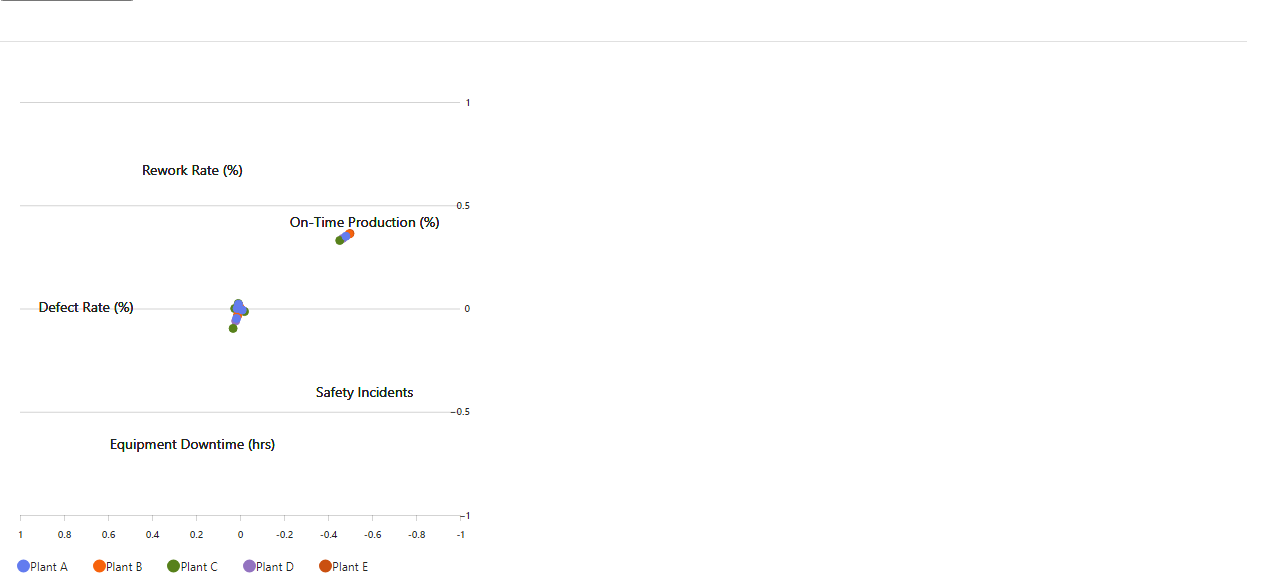 1
Rework Rate (%)
0.5
On-Time Production (%)
Defect Rate (%)
0
Safety Incidents
-0.5
Equipment Downtime (hrs)
-1
1 0.8 0.6 0.4 0.2 0 -0.2 -0.4 -0.6 -0.8 -1
Plant A Plant B Plant C Plant D Plant E